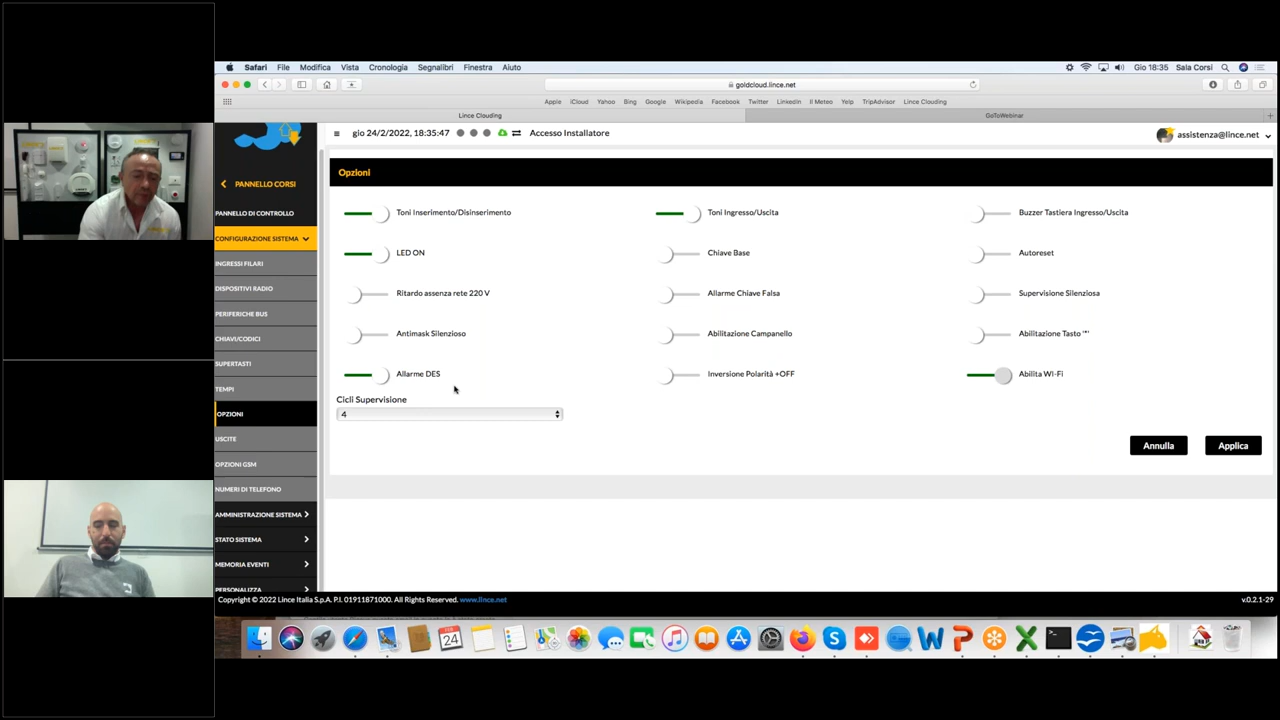 Safari File Modifica Vista Cronologia Segnalibri Finestra Aiuto
Gio 18:35 Sala Corsi
goldcloud.lince.net
Apple iCloud Yahoo Bing Google Wikipedia Facebook Twitter LinkedIn Il Meteo Yelp TripAdvisor Lince Clouding
Lince Clouding
GoToWebinar
gio 24/2/2022, 18:35:47 Accesso Installatore
assistenza@lince.net
PANNELLO CORSI
PANNELLO DI CONTROLLO
CONFIGURAZIONE SISTEMA
INGRESSI FILARI
DISPOSITIVI RADIO
PERIFERICHE BUS
CHIAVI/CODICI
SUPERTASTI
TEMPI
OPZIONI
USCITE
OPZIONI GSM
NUMERI DI TELEFONO
AMMINISTRAZIONE SISTEMA
STATO SISTEMA
MEMORIA EVENTI
PERSONALIZZA
Opzioni
Toni Inserimento/Disinserimento
Toni Ingresso/Uscita
Buzzer Tastiera Ingresso/Uscita
LED ON
Chiave Base
Autoreset
Ritardo assenza rete 220 V
Allarme Chiave Falsa
Supervisione Silenziosa
Antimask Silenzioso
Abilitazione Campanello
Abilitazione Tasto "*"
Allarme DES
Inversione Polarità +OFF
Abilita WI-Fi
Cicli Supervisione
4
Annulla
Applica
Copyright © 2022 Lince Italia S.p.A. P.I. 01911871000. All Rights Reserved. www.lince.net
v.0.2.1-29
FEB
24